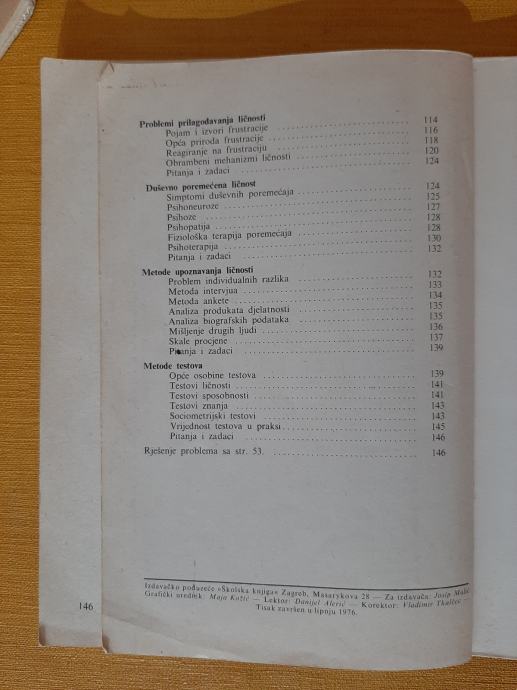 Problemi prilagođavanja ličnosti
Pojam i izvori frustracije 114
Opća priroda frustracije 116
Reagiranje na frustraciju 118
Obrambeni mehanizmi ličnosti 120
Pitanja i zadaci 124
Duševno poremećena ličnost
Simptomi duševnih poremećaja 124
Psihoneuroze 125
Psihoze 127
Psihopatija 128
Fiziološka terapija poremećaja 128
Psihoterapija 130
Pitanja i zadaci 132
Metode upoznavanja ličnosti
Problem individualnih razlika 132
Metoda intervjua 133
Metoda ankete 134
Analiza produkata djelatnosti 135
Analiza biografskih podataka 135
Mišljenje drugih ljudi 136
Skale procjene 137
Pitanja i zadaci 139
Metode testova
Opće osobine testova 139
Testovi ličnosti 141
Testovi sposobnosti 141
Testovi znanja 143
Sociometrijski testovi 143
Vrijednost testova u praksi 145
Pitanja i zadaci 146
Rješenje problema sa str. 53. 146
Izdavačko poduzeće »Školska knjiga« Zagreb, Masarykova 28 — Za izdavača: Josip Malić
Grafički urednik: Maja Kožić — Lektor: Danijel Alerić — Korektor: Vladimir Tkalčec —
Tisak završen u lipnju 1976.
146